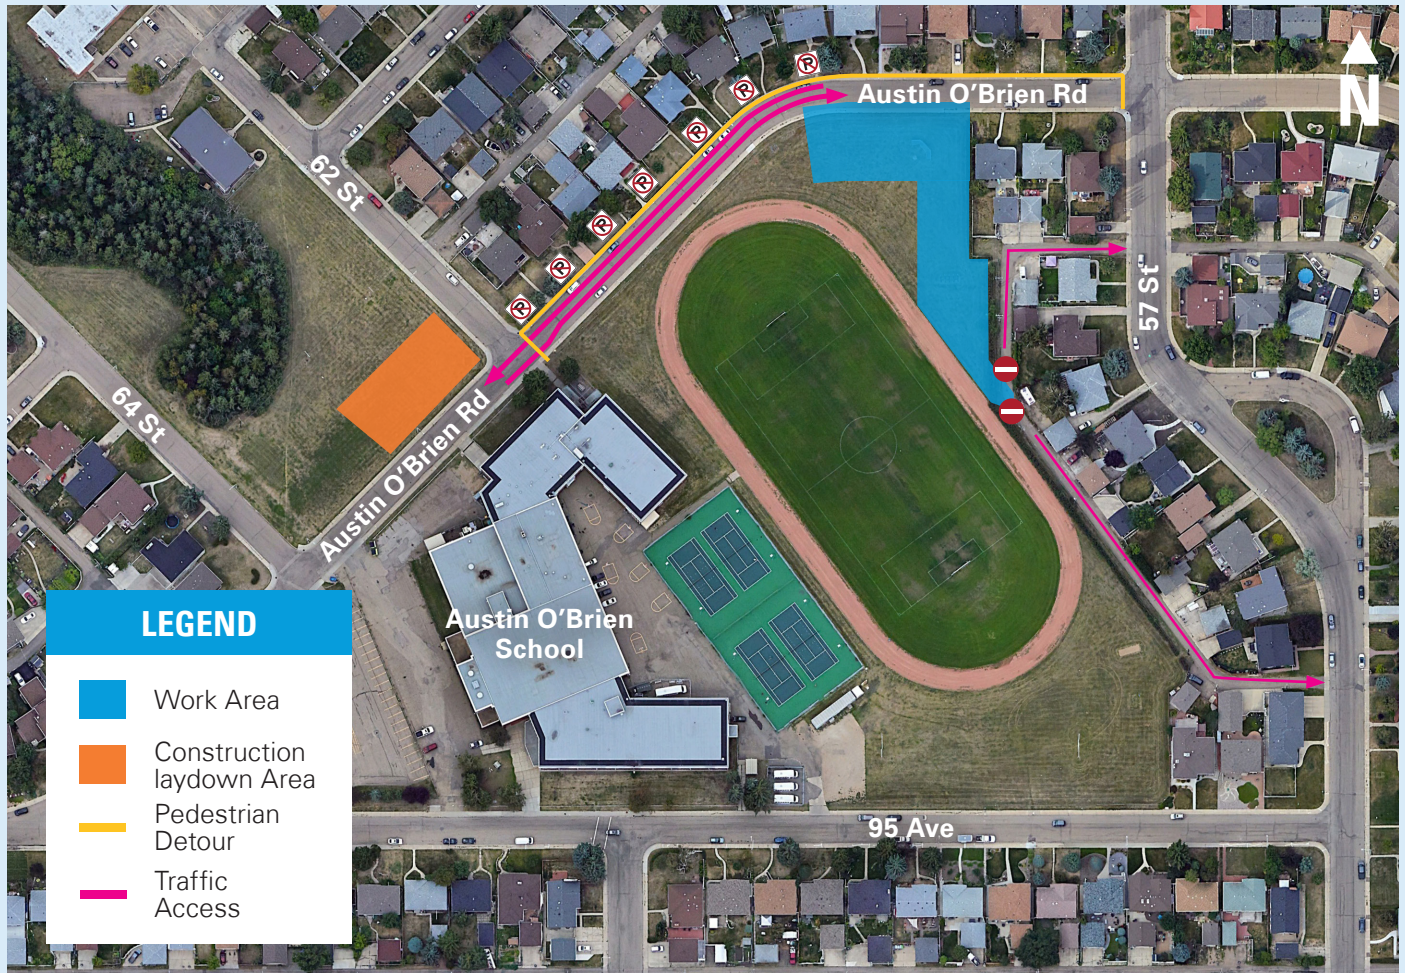 Austin O'Brien Rd
N
62 St
57 St
64 St
Austin O'Brien Rd
Austin O'Brien
School
95 Ave
LEGEND
Work Area
Construction
laydown Area
Pedestrian
Detour
Traffic
Access
P
P
P
P
P
P
P